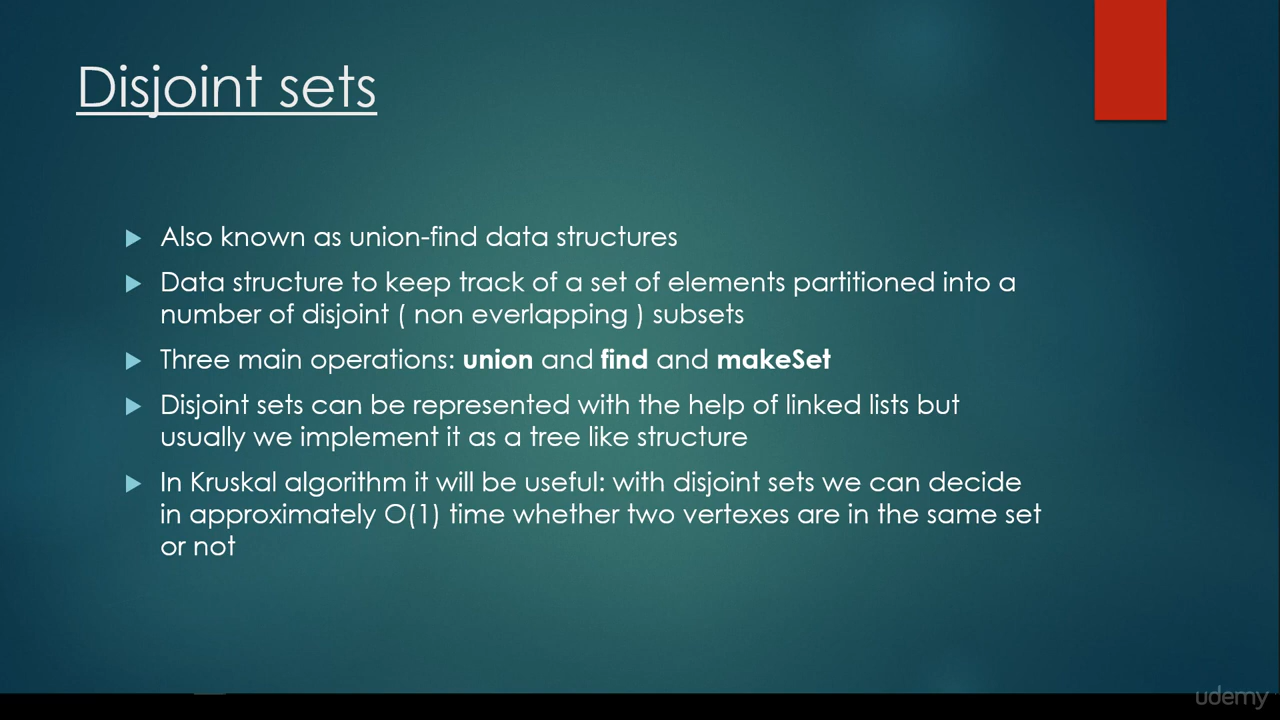 Disjoint sets
Also known as union-find data structures
Data structure to keep track of a set of elements partitioned into a
number of disjoint ( non everlapping ) subsets
Three main operations: union and find and makeSet
Disjoint sets can be represented with the help of linked lists but
usually we implement it as a tree like structure
In Kruskal algorithm it will be useful: with disjoint sets we can decide
in approximately O(1) time whether two vertexes are in the same set
or not
udemy